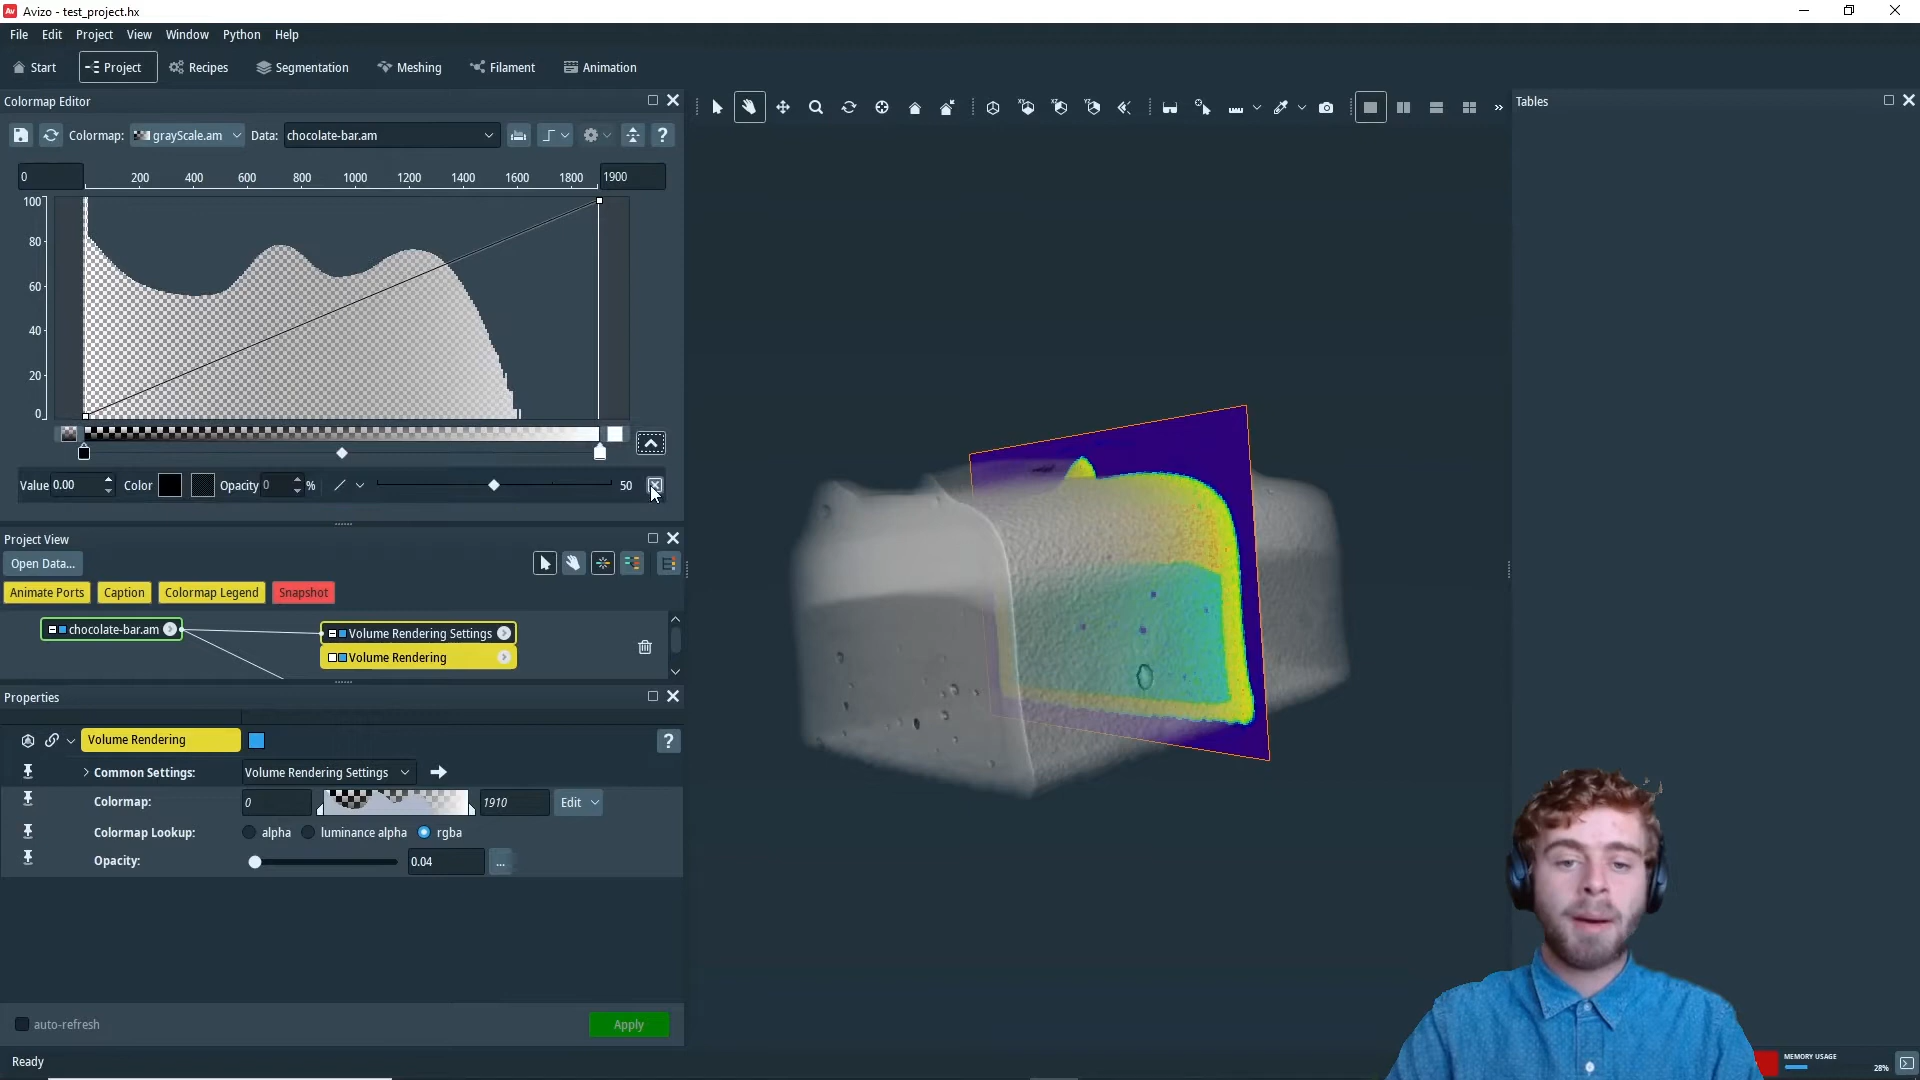 Av Avizo - test_project.hx
File Edit Project View Window Python Help
Start Project Recipes Segmentation Meshing Filament Animation
Colormap Editor
Colormap: grayScale.am Data: chocolate-bar.am ?
0 200 400 600 800 1000 1200 1400 1600 1800 1900
100
80
60
40
20
0
Value 0.00 Color Opacity 0 % 50
Project View
Open Data...
Animate Ports Caption Colormap Legend Snapshot
chocolate-bar.am Volume Rendering Settings
Volume Rendering
Properties
Volume Rendering ?
Common Settings: Volume Rendering Settings
Colormap: 0 1910 Edit
Colormap Lookup: alpha luminance alpha rgba
Opacity: 0.04 ...
auto-refresh Apply
Ready
XY XZ YZ
Tables
MEMORY USAGE
28%